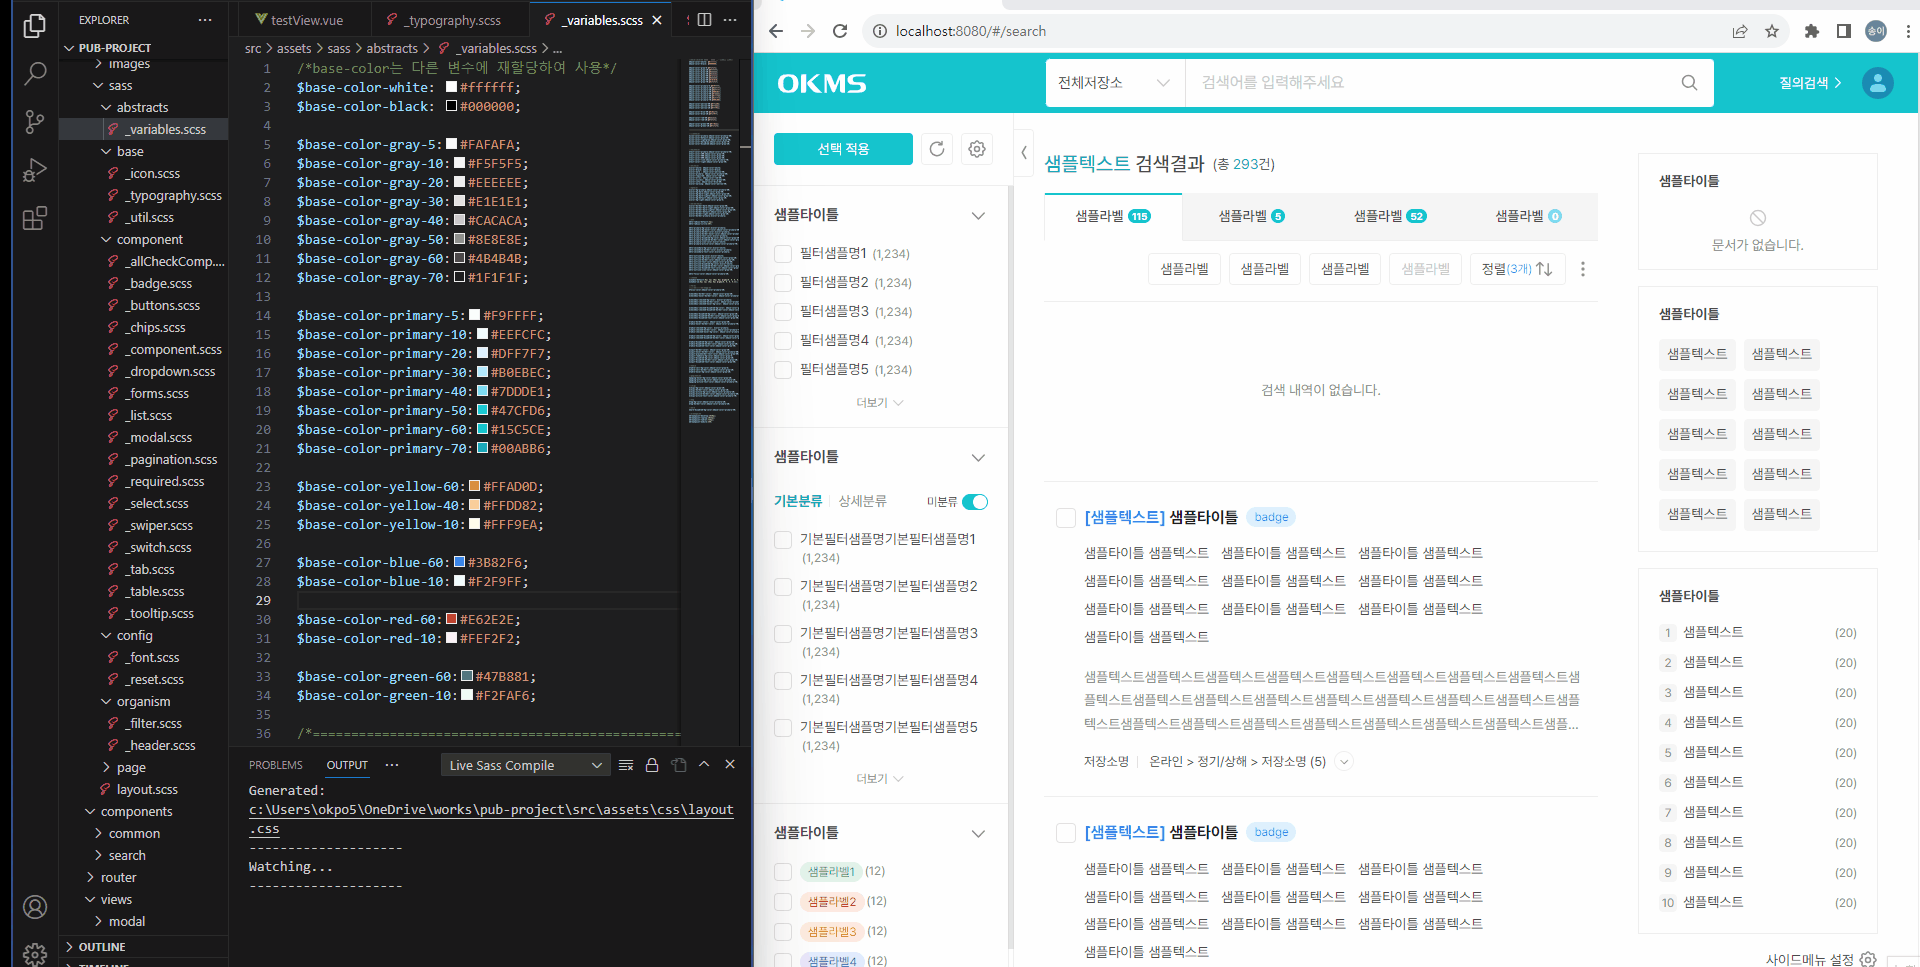 EXPLORER
PUB-PROJECT
images
sass
abstracts
_variables.scss
base
_icon.scss
_typography.scss
_util.scss
component
_allCheckComp....
_badge.scss
_buttons.scss
_chips.scss
_component.scss
_dropdown.scss
_forms.scss
_list.scss
_modal.scss
_pagination.scss
_required.scss
_select.scss
_swiper.scss
_switch.scss
_tab.scss
_table.scss
_tooltip.scss
config
_font.scss
_reset.scss
organism
_filter.scss
_header.scss
page
layout.scss
components
common
search
router
views
modal
OUTLINE
TIMELINE
testView.vue
_typography.scss
_variables.scss
src > assets > sass > abstracts > _variables.scss > ...
1 /*base-color는 다른 변수에 재할당하여 사용*/
2 $base-color-white: #ffffff;
3 $base-color-black: #000000;
4
5 $base-color-gray-5: #FAFAFA;
6 $base-color-gray-10: #F5F5F5;
7 $base-color-gray-20: #EEEEEE;
8 $base-color-gray-30: #E1E1E1;
9 $base-color-gray-40: #CACACA;
10 $base-color-gray-50: #8E8E8E;
11 $base-color-gray-60: #4B4B4B;
12 $base-color-gray-70: #1F1F1F;
13
14 $base-color-primary-5: #F9FFFF;
15 $base-color-primary-10: #EEFCFC;
16 $base-color-primary-20: #DFF7F7;
17 $base-color-primary-30: #B0EBEC;
18 $base-color-primary-40: #7DDDE1;
19 $base-color-primary-50: #47CFD6;
20 $base-color-primary-60: #15C5CE;
21 $base-color-primary-70: #00ABB6;
22
23 $base-color-yellow-60: #FFAD0D;
24 $base-color-yellow-40: #FFDD82;
25 $base-color-yellow-10: #FFF9EA;
26
27 $base-color-blue-60: #3B82F6;
28 $base-color-blue-10: #F2F9FF;
29
30 $base-color-red-60: #E62E2E;
31 $base-color-red-10: #FEF2F2;
32
33 $base-color-green-60: #47B881;
34 $base-color-green-10: #F2FAF6;
35
36 /*================================================
PROBLEMS OUTPUT ... Live Sass Compile
Generated:
c:\Users\okpo5\OneDrive\works\pub-project\src\assets\css\layout
.css
--------------------
Watching...
--------------------
localhost:8080/#/search
송이
OKMS
전체저장소
검색어를 입력해주세요
질의검색
선택 적용
샘플타이틀
필터샘플명1 (1,234)
필터샘플명2 (1,234)
필터샘플명3 (1,234)
필터샘플명4 (1,234)
필터샘플명5 (1,234)
더보기
샘플타이틀
기본분류 상세분류 미분류
기본필터샘플명기본필터샘플명1
(1,234)
기본필터샘플명기본필터샘플명2
(1,234)
기본필터샘플명기본필터샘플명3
(1,234)
기본필터샘플명기본필터샘플명4
(1,234)
기본필터샘플명기본필터샘플명5
(1,234)
더보기
샘플타이틀
샘플라벨1 (12)
샘플라벨2 (12)
샘플라벨3 (12)
샘플라벨4 (12)
샘플텍스트 검색결과 (총 293건)
샘플라벨 115 샘플라벨 5 샘플라벨 52 샘플라벨 0
샘플라벨 샘플라벨 샘플라벨 샘플라벨 정렬(3개)
검색 내역이 없습니다.
[샘플텍스트] 샘플타이틀 badge
샘플타이틀 샘플텍스트 샘플타이틀 샘플텍스트 샘플타이틀 샘플텍스트
샘플타이틀 샘플텍스트 샘플타이틀 샘플텍스트 샘플타이틀 샘플텍스트
샘플타이틀 샘플텍스트 샘플타이틀 샘플텍스트 샘플타이틀 샘플텍스트
샘플타이틀 샘플텍스트
샘플텍스트샘플텍스트샘플텍스트샘플텍스트샘플텍스트샘플텍스트샘플텍스트샘플텍스트샘
플텍스트샘플텍스트샘플텍스트샘플텍스트샘플텍스트샘플텍스트샘플텍스트샘플텍스트샘플
텍스트샘플텍스트샘플텍스트샘플텍스트샘플텍스트샘플텍스트샘플텍스트샘플텍스트샘플...
저장소명 온라인 > 정기/상해 > 저장소명 (5)
[샘플텍스트] 샘플타이틀 badge
샘플타이틀 샘플텍스트 샘플타이틀 샘플텍스트 샘플타이틀 샘플텍스트
샘플타이틀 샘플텍스트 샘플타이틀 샘플텍스트 샘플타이틀 샘플텍스트
샘플타이틀 샘플텍스트 샘플타이틀 샘플텍스트 샘플타이틀 샘플텍스트
샘플타이틀 샘플텍스트
샘플타이틀
문서가 없습니다.
샘플타이틀
샘플텍스트 샘플텍스트
샘플텍스트 샘플텍스트
샘플텍스트 샘플텍스트
샘플텍스트 샘플텍스트
샘플텍스트 샘플텍스트
샘플타이틀
1 샘플텍스트 (20)
2 샘플텍스트 (20)
3 샘플텍스트 (20)
4 샘플텍스트 (20)
5 샘플텍스트 (20)
6 샘플텍스트 (20)
7 샘플텍스트 (20)
8 샘플텍스트 (20)
9 샘플텍스트 (20)
10 샘플텍스트 (20)
사이드메뉴 설정